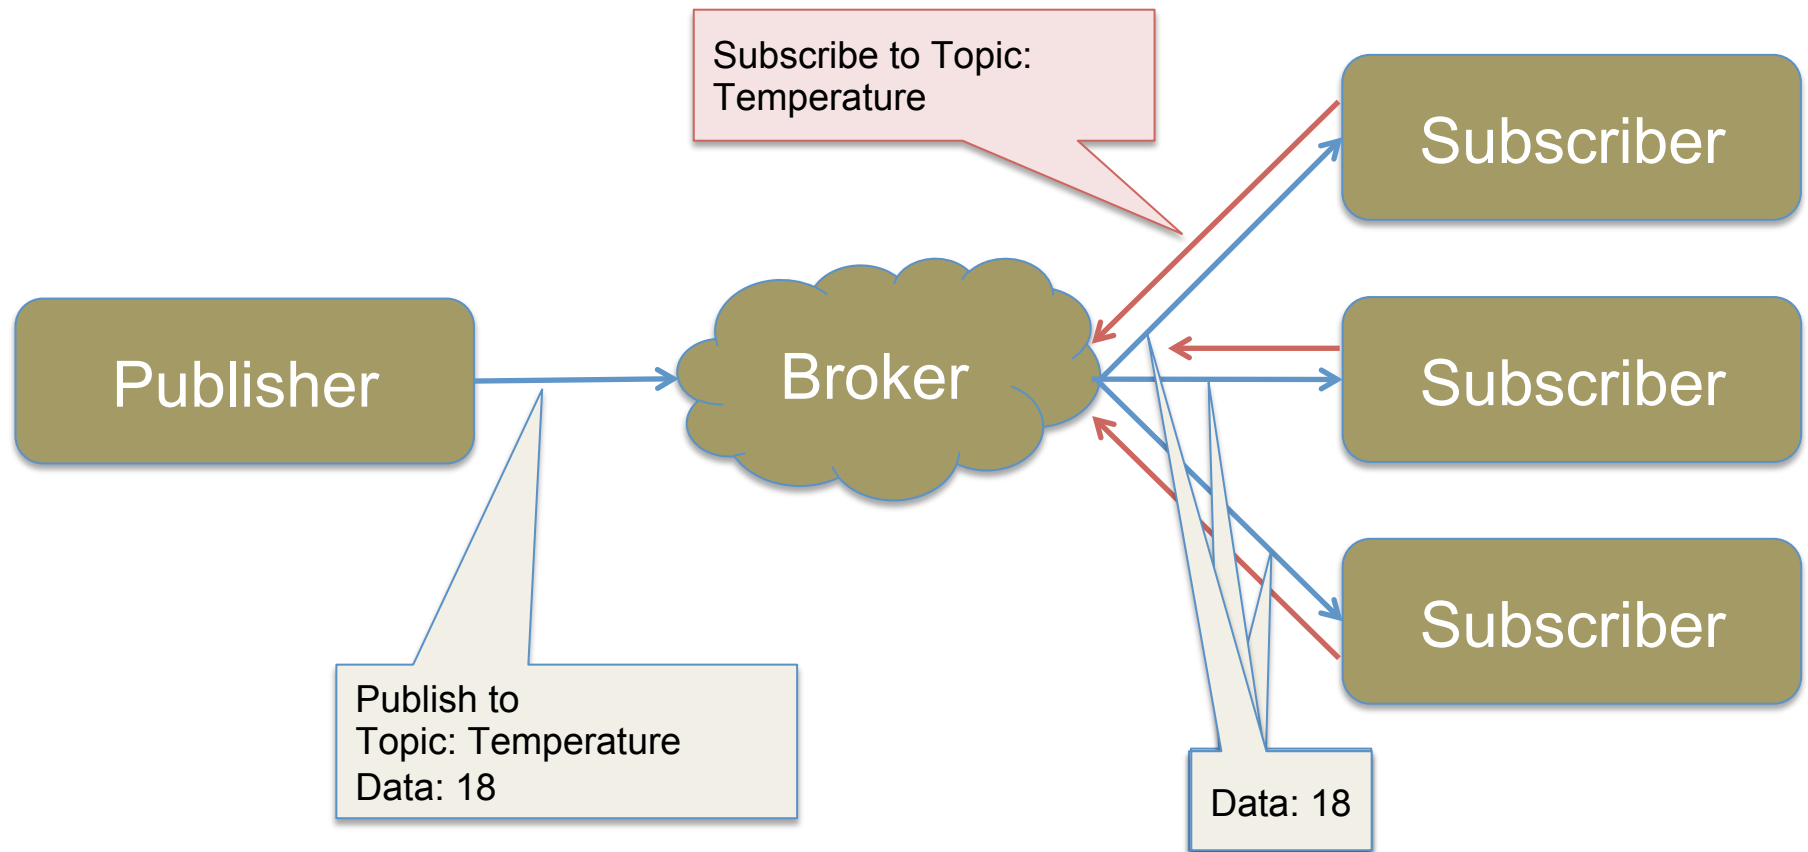 Subscribe to Topic:
Temperature
Subscriber
Publisher
Broker
Subscriber
Subscriber
Publish to
Topic: Temperature
Data: 18
Data: 18